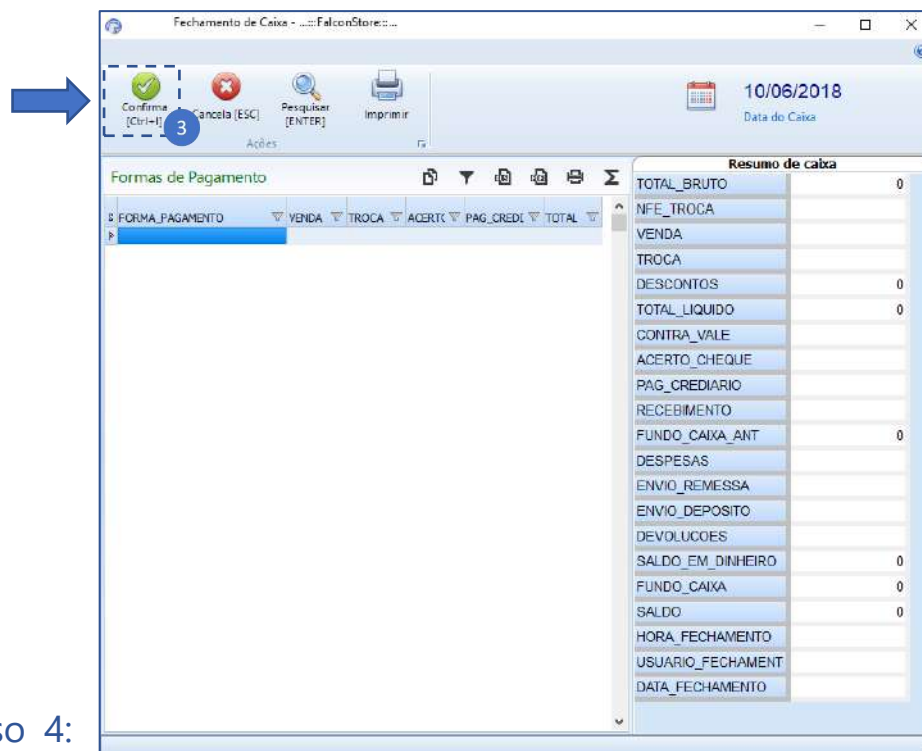 Fechamento de Caixa - ...:::FalconStore:::...
Confirma [Ctrl+I]
3
Cancela [ESC]
Pesquisar [ENTER]
Imprimir
Ações
10/06/2018
Data do Caixa
Formas de Pagamento
FORMA_PAGAMENTO VENDA TROCA ACERTC PAG_CREDI TOTAL
Resumo de caixa
TOTAL_BRUTO 0
NFE_TROCA
VENDA
TROCA
DESCONTOS 0
TOTAL_LIQUIDO 0
CONTRA_VALE
ACERTO_CHEQUE
PAG_CREDIARIO
RECEBIMENTO
FUNDO_CAIXA_ANT 0
DESPESAS
ENVIO_REMESSA
ENVIO_DEPOSITO
DEVOLUCOES
SALDO_EM_DINHEIRO 0
FUNDO_CAIXA 0
SALDO 0
HORA_FECHAMENTO
USUARIO_FECHAMENT
DATA_FECHAMENTO
so 4: